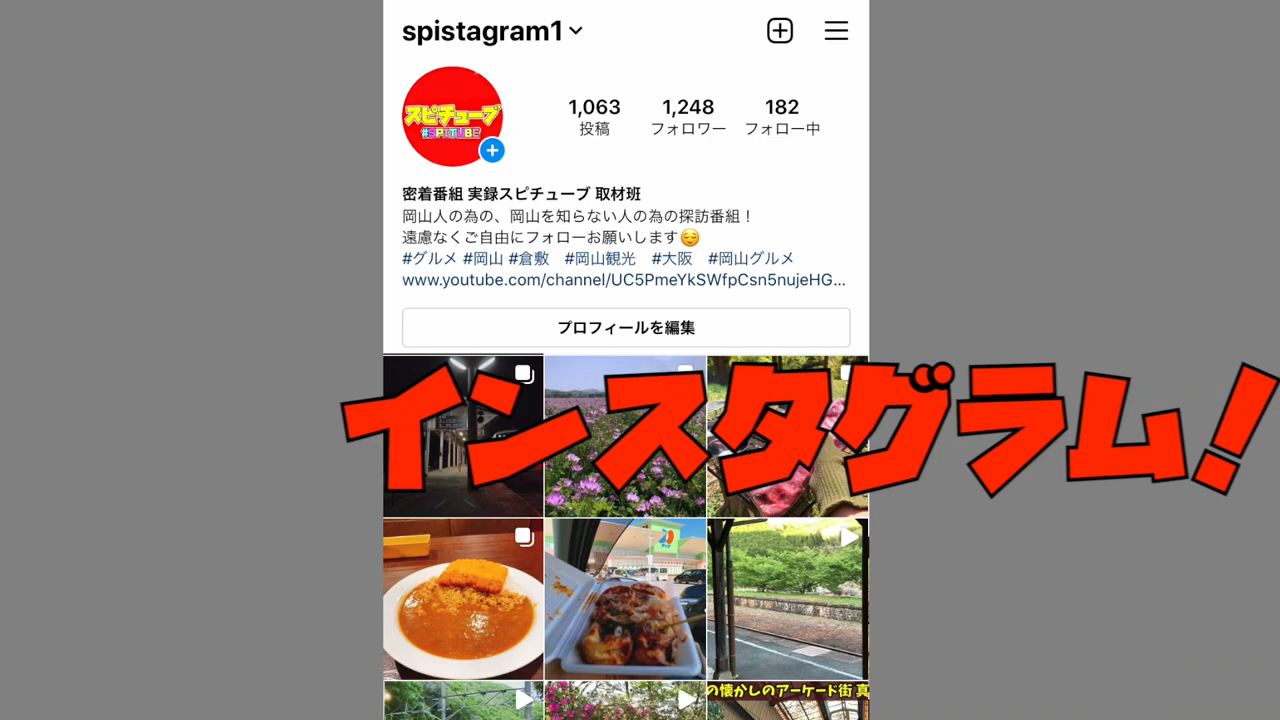 spistagram1
スピチューブ
#SPITUBE
1,063
投稿
1,248
フォロワー
182
フォロー中
密着番組 実録スピチューブ 取材班
岡山人の為の、岡山を知らない人の為の探訪番組！
遠慮なくご自由にフォローお願いします😌
#グルメ #岡山 #倉敷　#岡山観光　#大阪　#岡山グルメ
www.youtube.com/channel/UC5PmeYkSWfpCsn5nujeHG...
プロフィールを編集
インスタグラム！
の懐かしのアーケード街 真